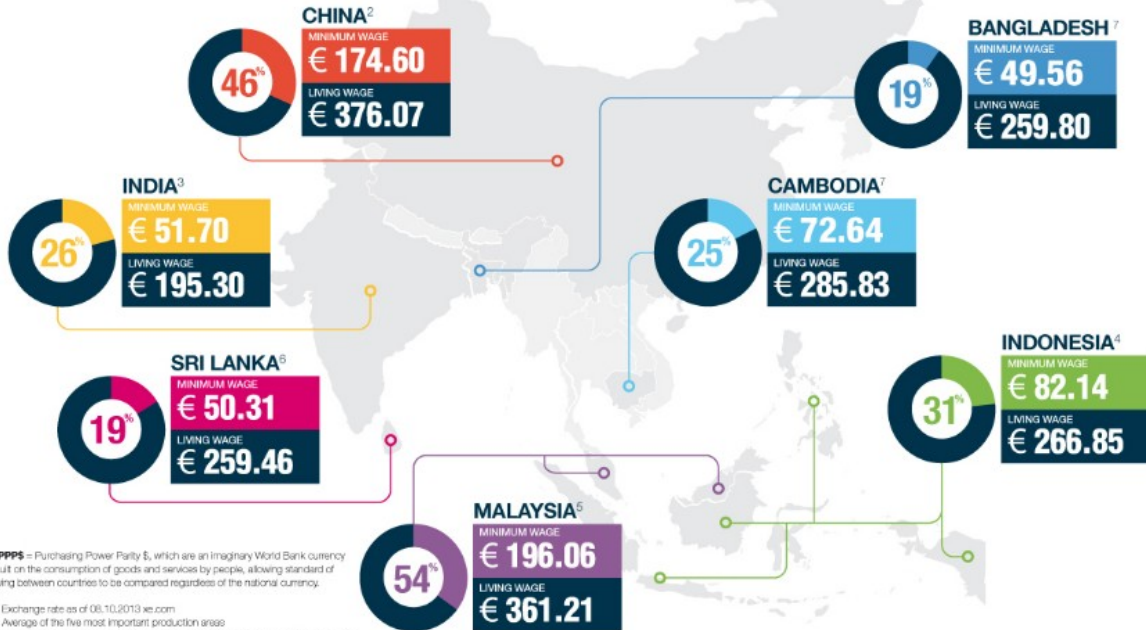 CHINA²
MINIMUM WAGE
€ 174.60
LIVING WAGE
€ 376.07
46%
BANGLADESH ⁷
MINIMUM WAGE
€ 49.56
LIVING WAGE
€ 259.80
19%
INDIA³
MINIMUM WAGE
€ 51.70
LIVING WAGE
€ 195.30
26%
CAMBODIA⁷
MINIMUM WAGE
€ 72.64
LIVING WAGE
€ 285.83
25%
SRI LANKA⁶
MINIMUM WAGE
€ 50.31
LIVING WAGE
€ 259.46
19%
INDONESIA⁴
MINIMUM WAGE
€ 82.14
LIVING WAGE
€ 266.85
31%
MALAYSIA⁵
MINIMUM WAGE
€ 196.06
LIVING WAGE
€ 361.21
54%
PPP$ = Purchasing Power Parity $, which are an imaginary World Bank currency
uilt on the consumption of goods and services by people, allowing standard of
ing between countries to be compared regardless of the national currency.
Exchange rate as of 08.10.2013 xe.com
Average of the five most important production areas